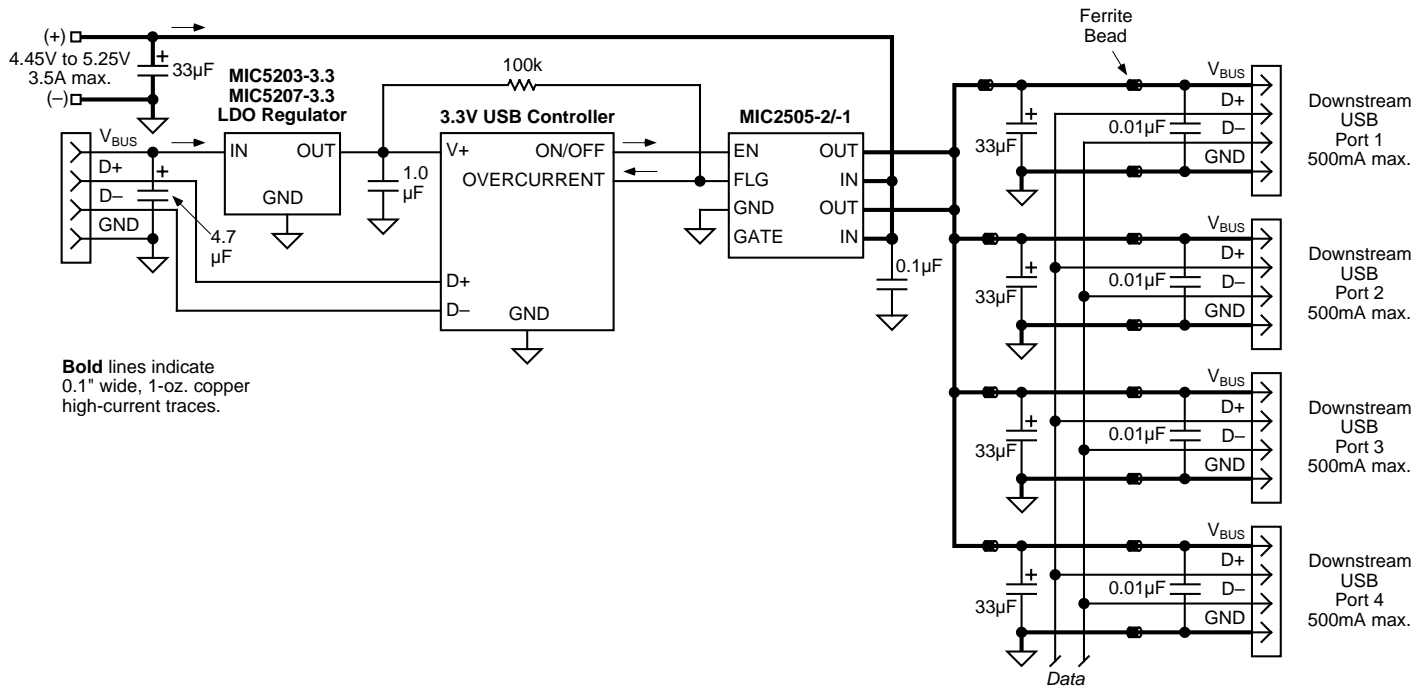 (+)
4.45V to 5.25V
3.5A max.
(–)
+
33µF
MIC5203-3.3
MIC5207-3.3
LDO Regulator
IN
OUT
GND
V_BUS
D+
D–
GND
+
4.7
µF
1.0
µF
100k
3.3V USB Controller
V+
ON/OFF
OVERCURRENT
D+
D–
GND
MIC2505-2/-1
EN
OUT
FLG
IN
GND
OUT
GATE
IN
0.1µF
Bold lines indicate
0.1" wide, 1-oz. copper
high-current traces.
Ferrite
Bead
+
33µF
0.01µF
V_BUS
D+
D–
GND
Downstream
USB
Port 1
500mA max.
+
33µF
0.01µF
V_BUS
D+
D–
GND
Downstream
USB
Port 2
500mA max.
+
33µF
0.01µF
V_BUS
D+
D–
GND
Downstream
USB
Port 3
500mA max.
+
33µF
0.01µF
V_BUS
D+
D–
GND
Downstream
USB
Port 4
500mA max.
Data